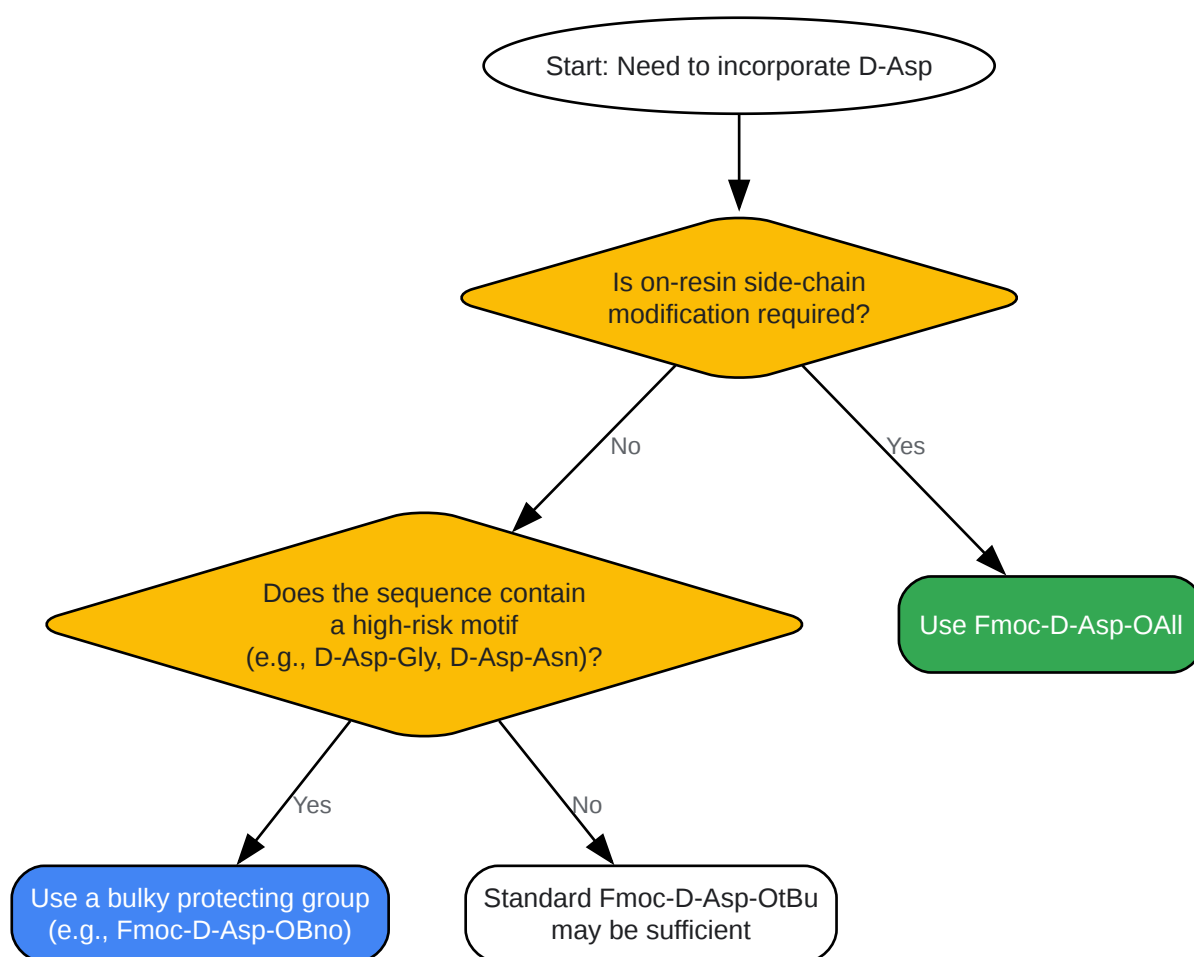 Start: Need to incorporate D-Asp
Is on-resin side-chain
modification required?
No
Yes
Does the sequence contain
a high-risk motif
(e.g., D-Asp-Gly, D-Asp-Asn)?
Use Fmoc-D-Asp-OAll
Yes
No
Use a bulky protecting group
(e.g., Fmoc-D-Asp-OBno)
Standard Fmoc-D-Asp-OtBu
may be sufficient